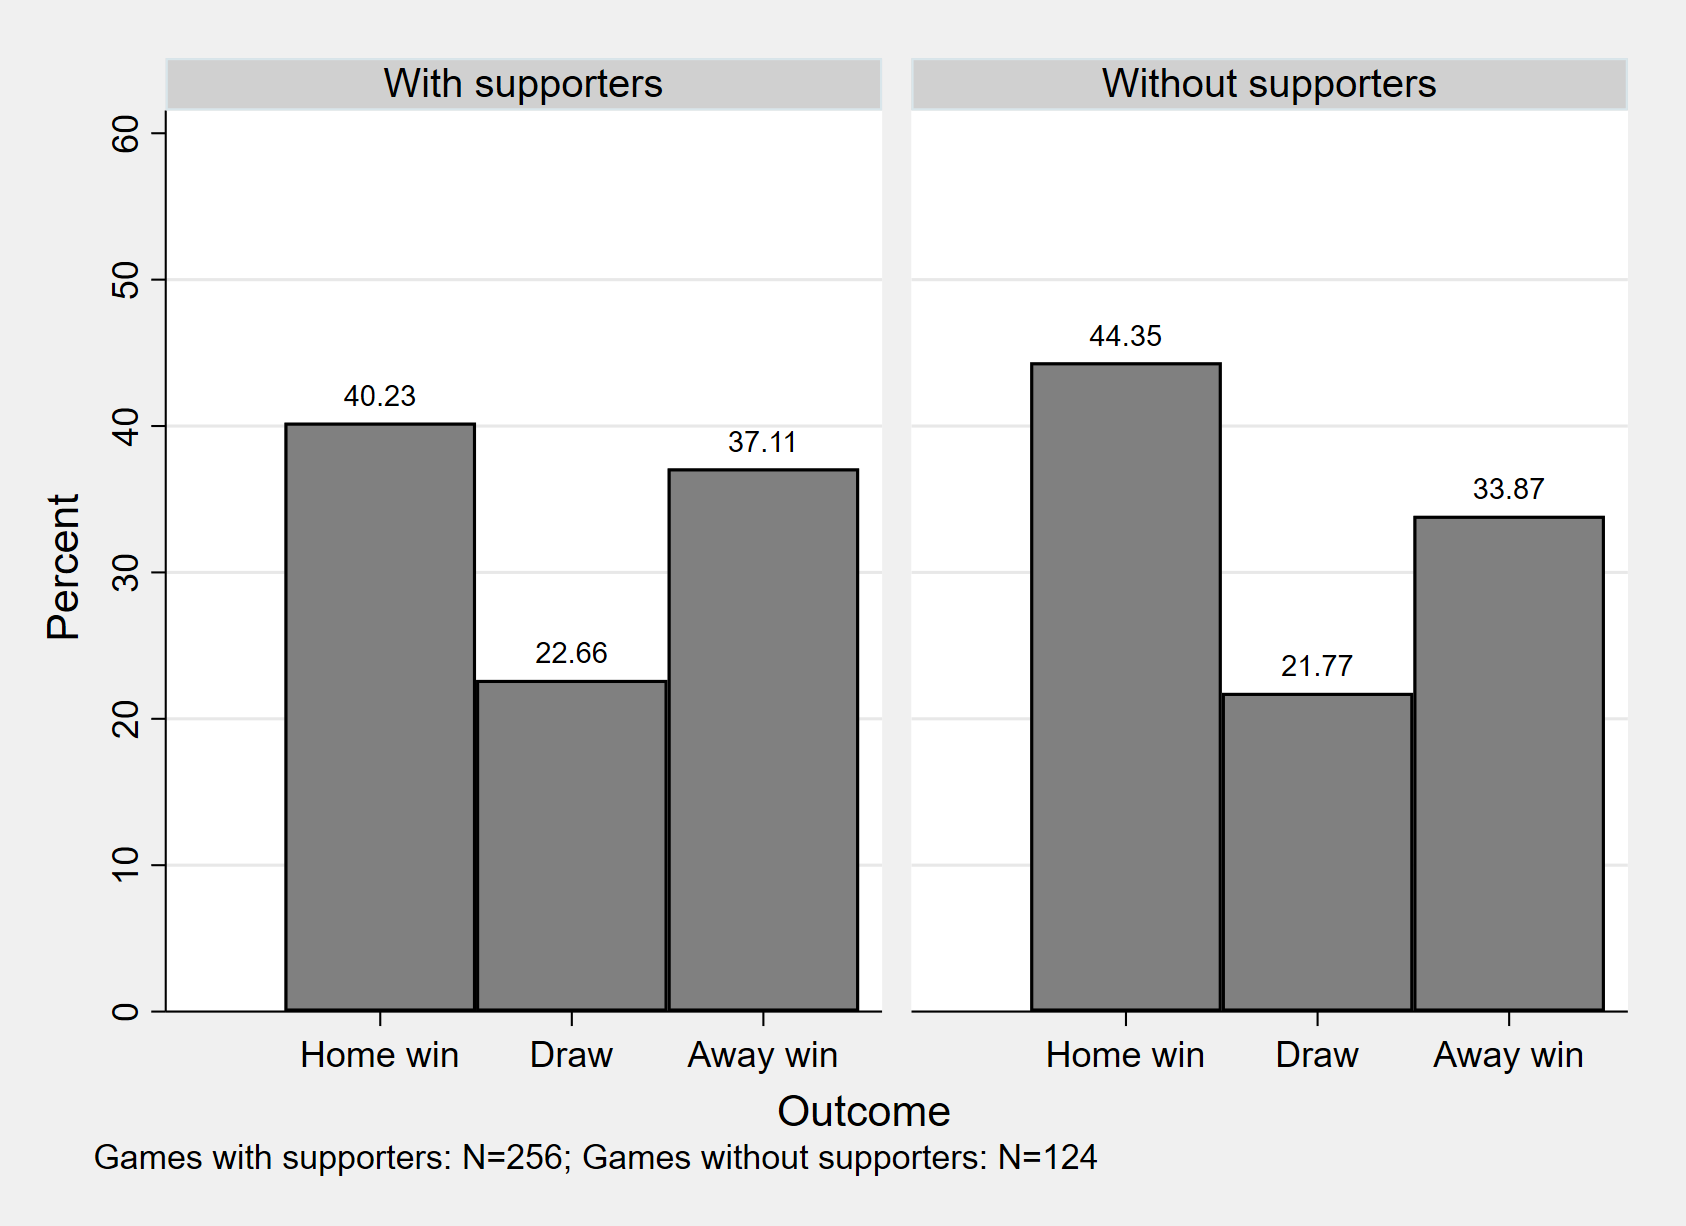 With supporters
Without supporters
Percent
60
50
40
30
20
10
0
40.23
22.66
37.11
44.35
21.77
33.87
Home win Draw Away win
Home win Draw Away win
Outcome
Games with supporters: N=256; Games without supporters: N=124